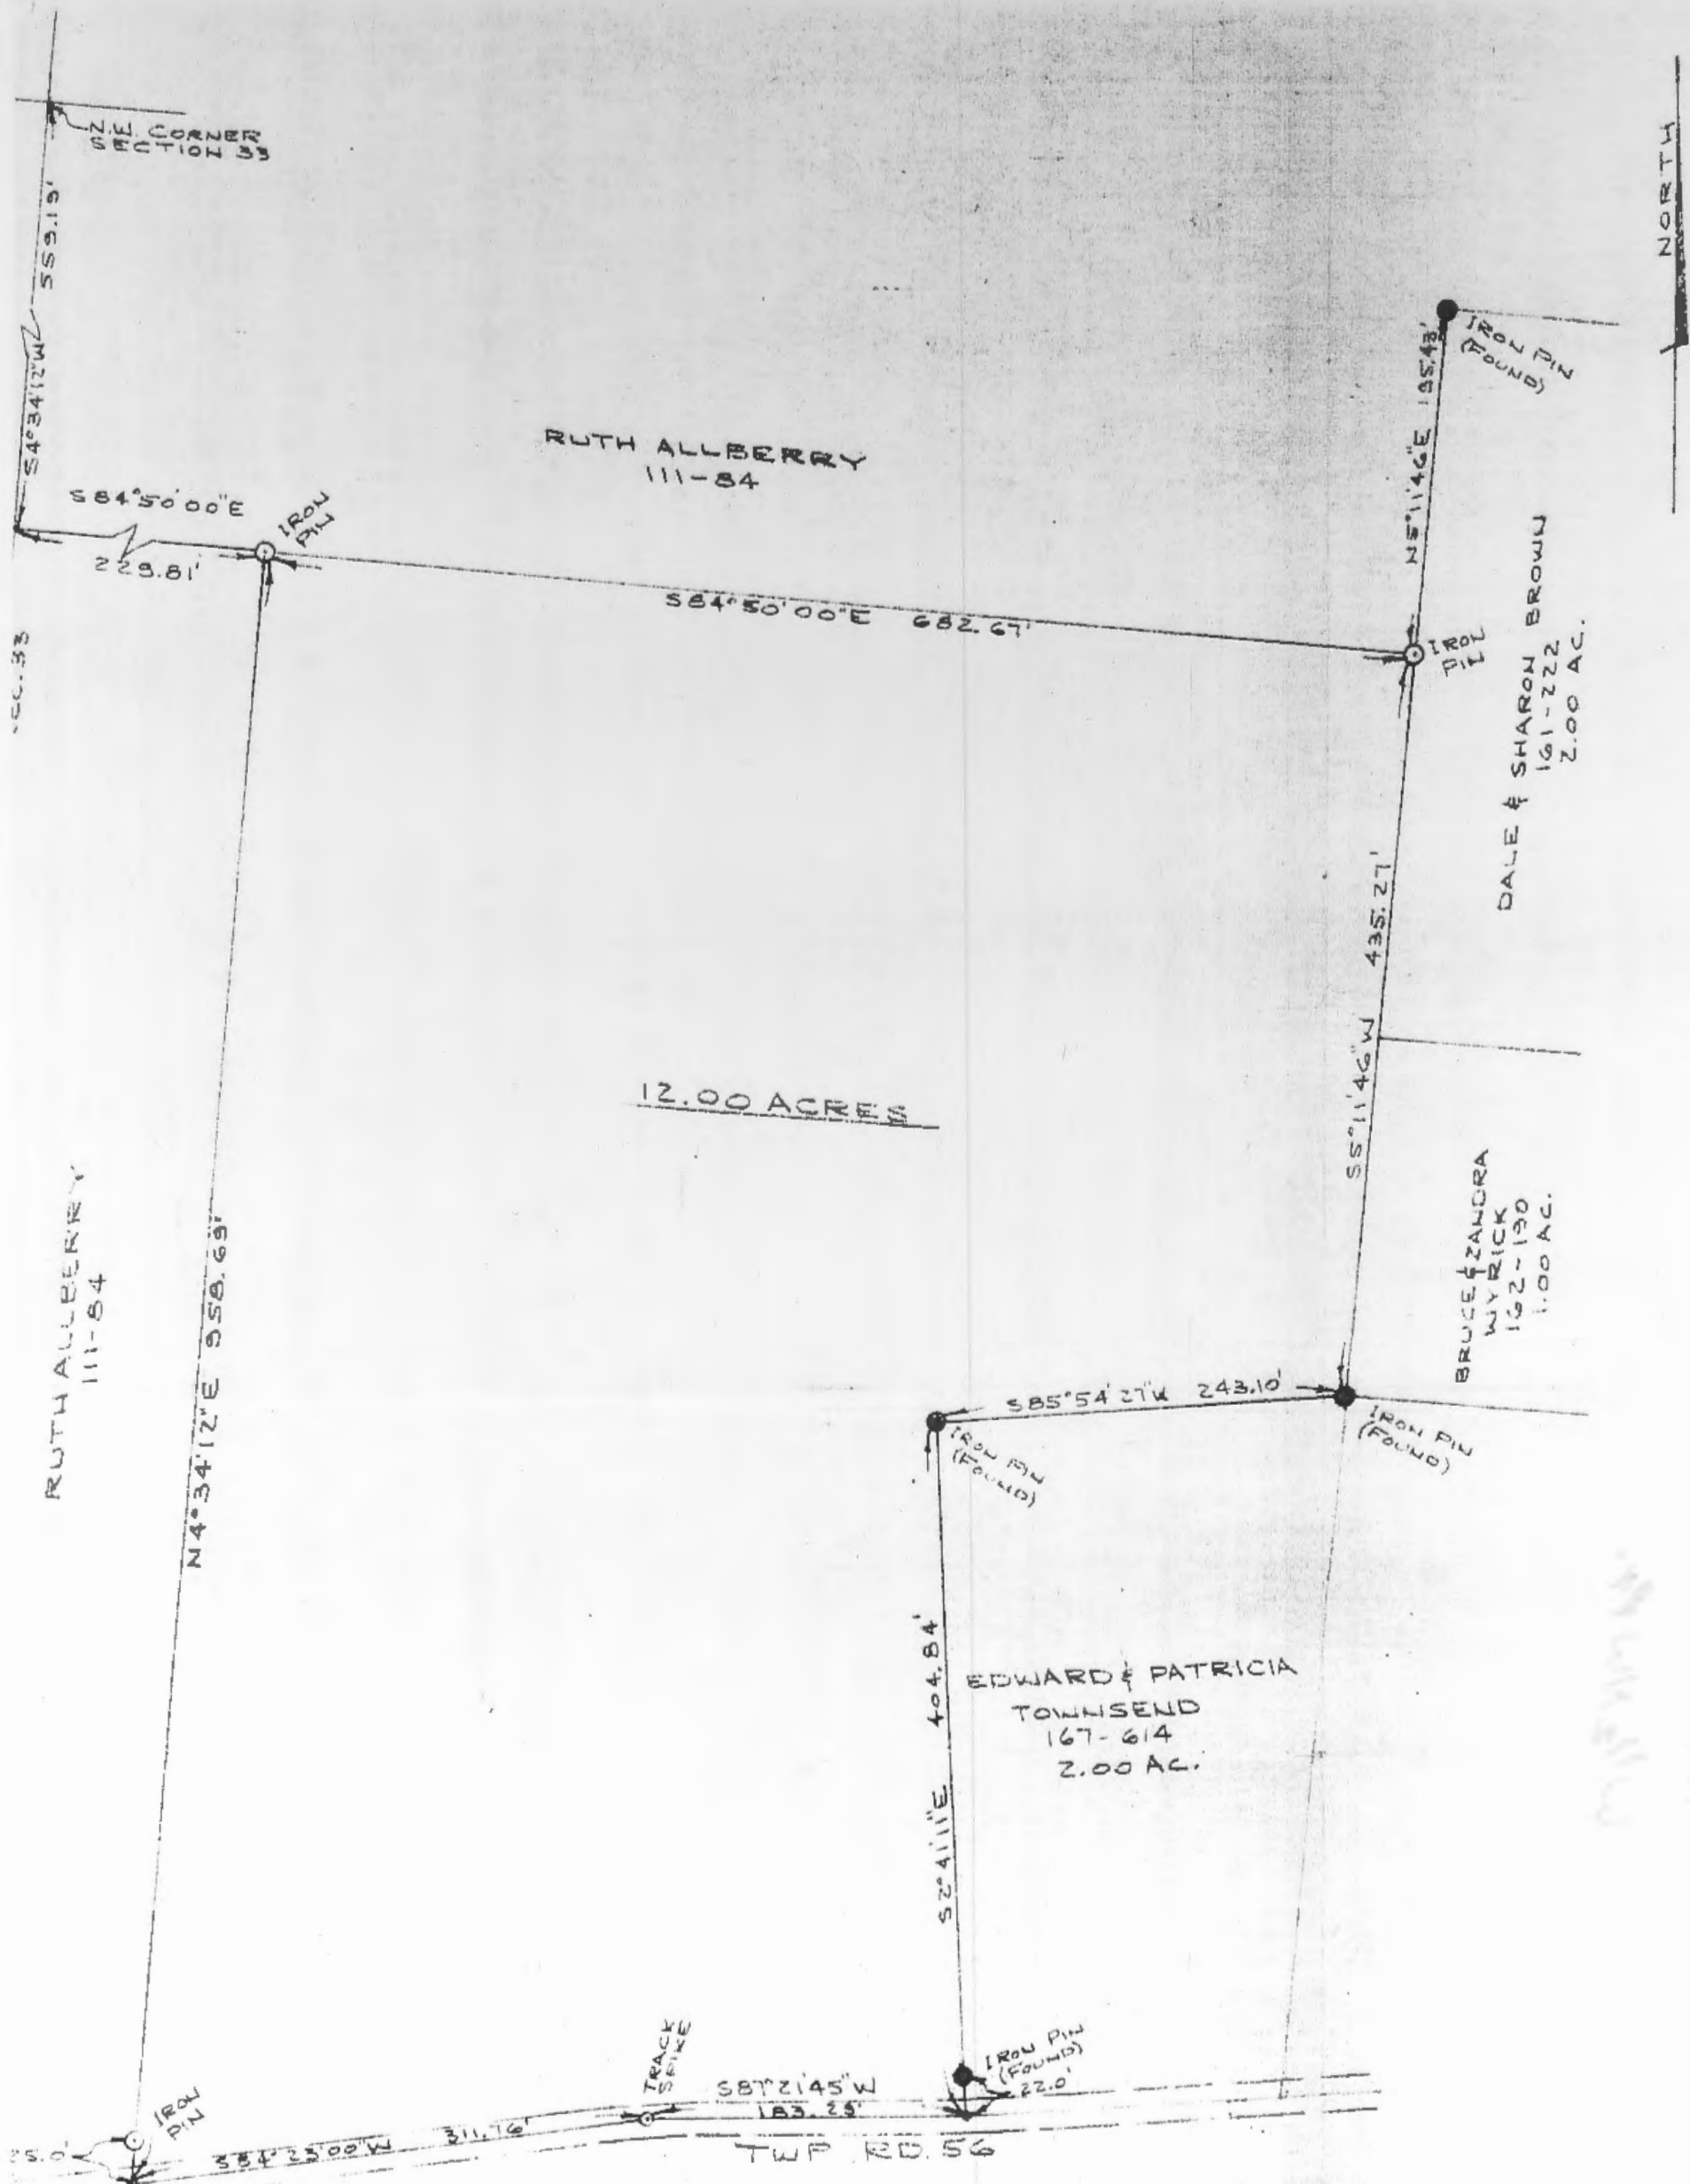 N.W. CORNER
SECTION 33
559.19'
S4°34'12"W
NORTH
IRON PIN
(FOUND)
N5°11'46"E 195.43'
RUTH ALLBERRY
111-84
S84°50'00"E
229.81'
IRON
PIN
S84°50'00"E 682.67'
IRON
PIN
DALE & SHARON BROWN
161-222
2.00 AC.
EC. 33
S5°11'46"W 435.27'
12.00 ACRES
RUTH ALLBERRY
111-84
N4°34'12"E 958.69'
BRUCE & ZANDRA
WYRICK
162-190
1.00 AC.
S85°54'27"W 243.10'
IRON PIN
(FOUND)
IRON PIN
(FOUND)
S2°41'11"E 404.84'
EDWARD & PATRICIA
TOWNSEND
167-614
2.00 AC.
TRACK
SPIKE
IRON PIN
(FOUND)
22.0'
S87°21'45"W
183.25'
IRON
PIN
25.0'
S84°23'00"W 311.76'
TWP RD. 56